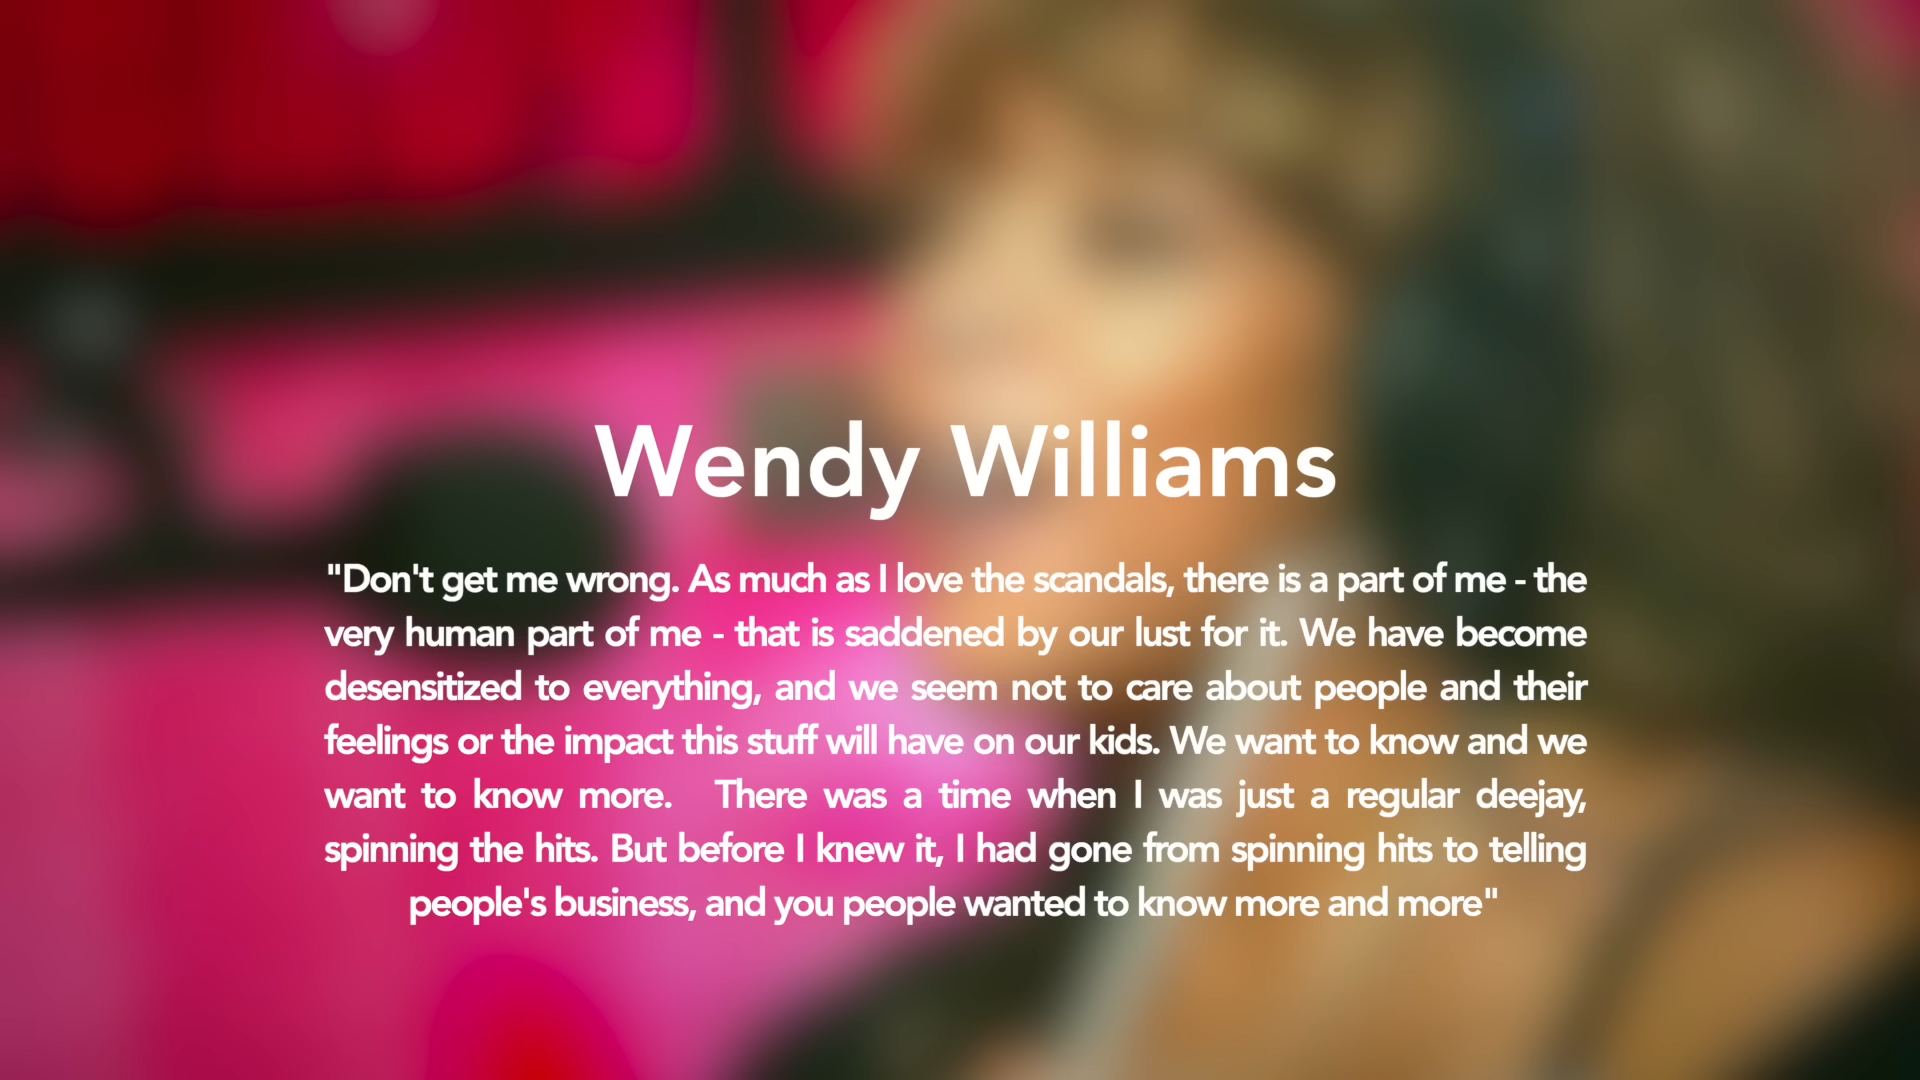 Wendy Williams
"Don't get me wrong. As much as I love the scandals, there is a part of me - the
very human part of me - that is saddened by our lust for it. We have become
desensitized to everything, and we seem not to care about people and their
feelings or the impact this stuff will have on our kids. We want to know and we
want to know more.  There was a time when I was just a regular deejay,
spinning the hits. But before I knew it, I had gone from spinning hits to telling
people's business, and you people wanted to know more and more"